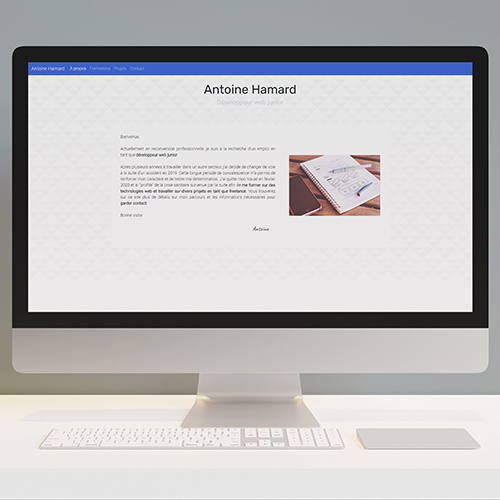 Antoine Hamard À propos Formations Projets Contact
Antoine Hamard
Développeur web junior
Bienvenue,
Actuellement en reconversion professionnelle, je suis à la recherche d'un emploi en
tant que développeur web junior.
Après plusieurs années à travailler dans un autre secteur, j'ai décidé de changer de voie
à la suite d'un accident en 2019. Cette longue période de convalescence m'a permis de
renforcer mon caractère et de tester ma détermination. J'ai quitté mon travail en février
2020 et ai "profité" de la crise sanitaire survenue par la suite afin de me former sur des
technologies web et travailler sur divers projets en tant que freelance. Vous trouverez
sur ce site plus de détails sur mon parcours et les informations nécessaires pour
garder contact.
Bonne visite
Antoine